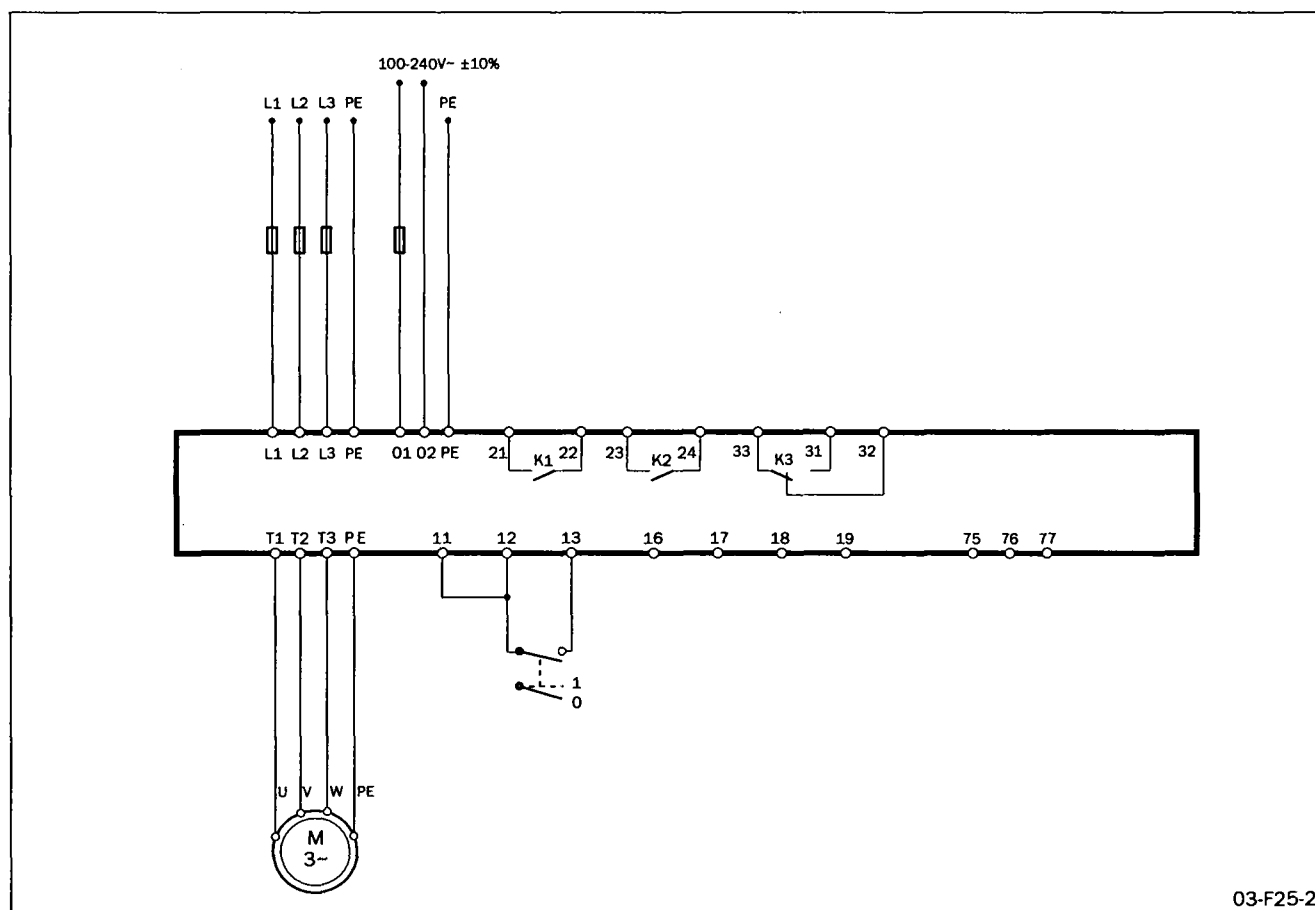 100-240V~ ±10%
L1 L2 L3 PE PE
L1 L2 L3 PE 01 02 PE 21 K1 22 23 K2 24 33 K3 31 32
T1 T2 T3 PE 11 12 13 16 17 18 19 75 76 77
1
0
U V W PE
M
3~
03-F25-2